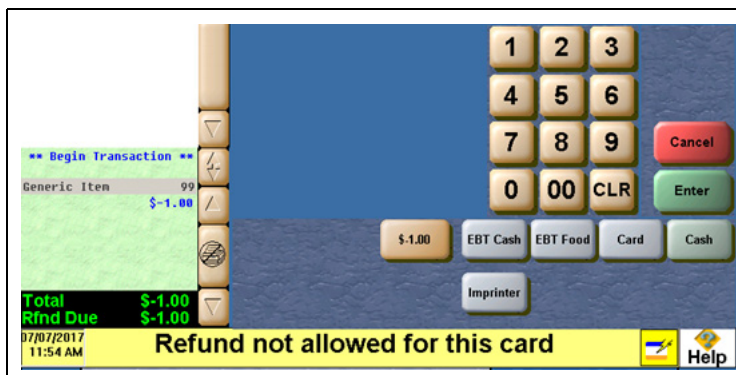 ** Begin Transaction **
Generic Item 99
$-1.00
Total $-1.00
Rfnd Due $-1.00
1 2 3
4 5 6
7 8 9
0 00 CLR
Cancel
Enter
$-1.00 EBT Cash EBT Food Card Cash
Imprinter
07/07/2017
11:54 AM
Refund not allowed for this card
Help